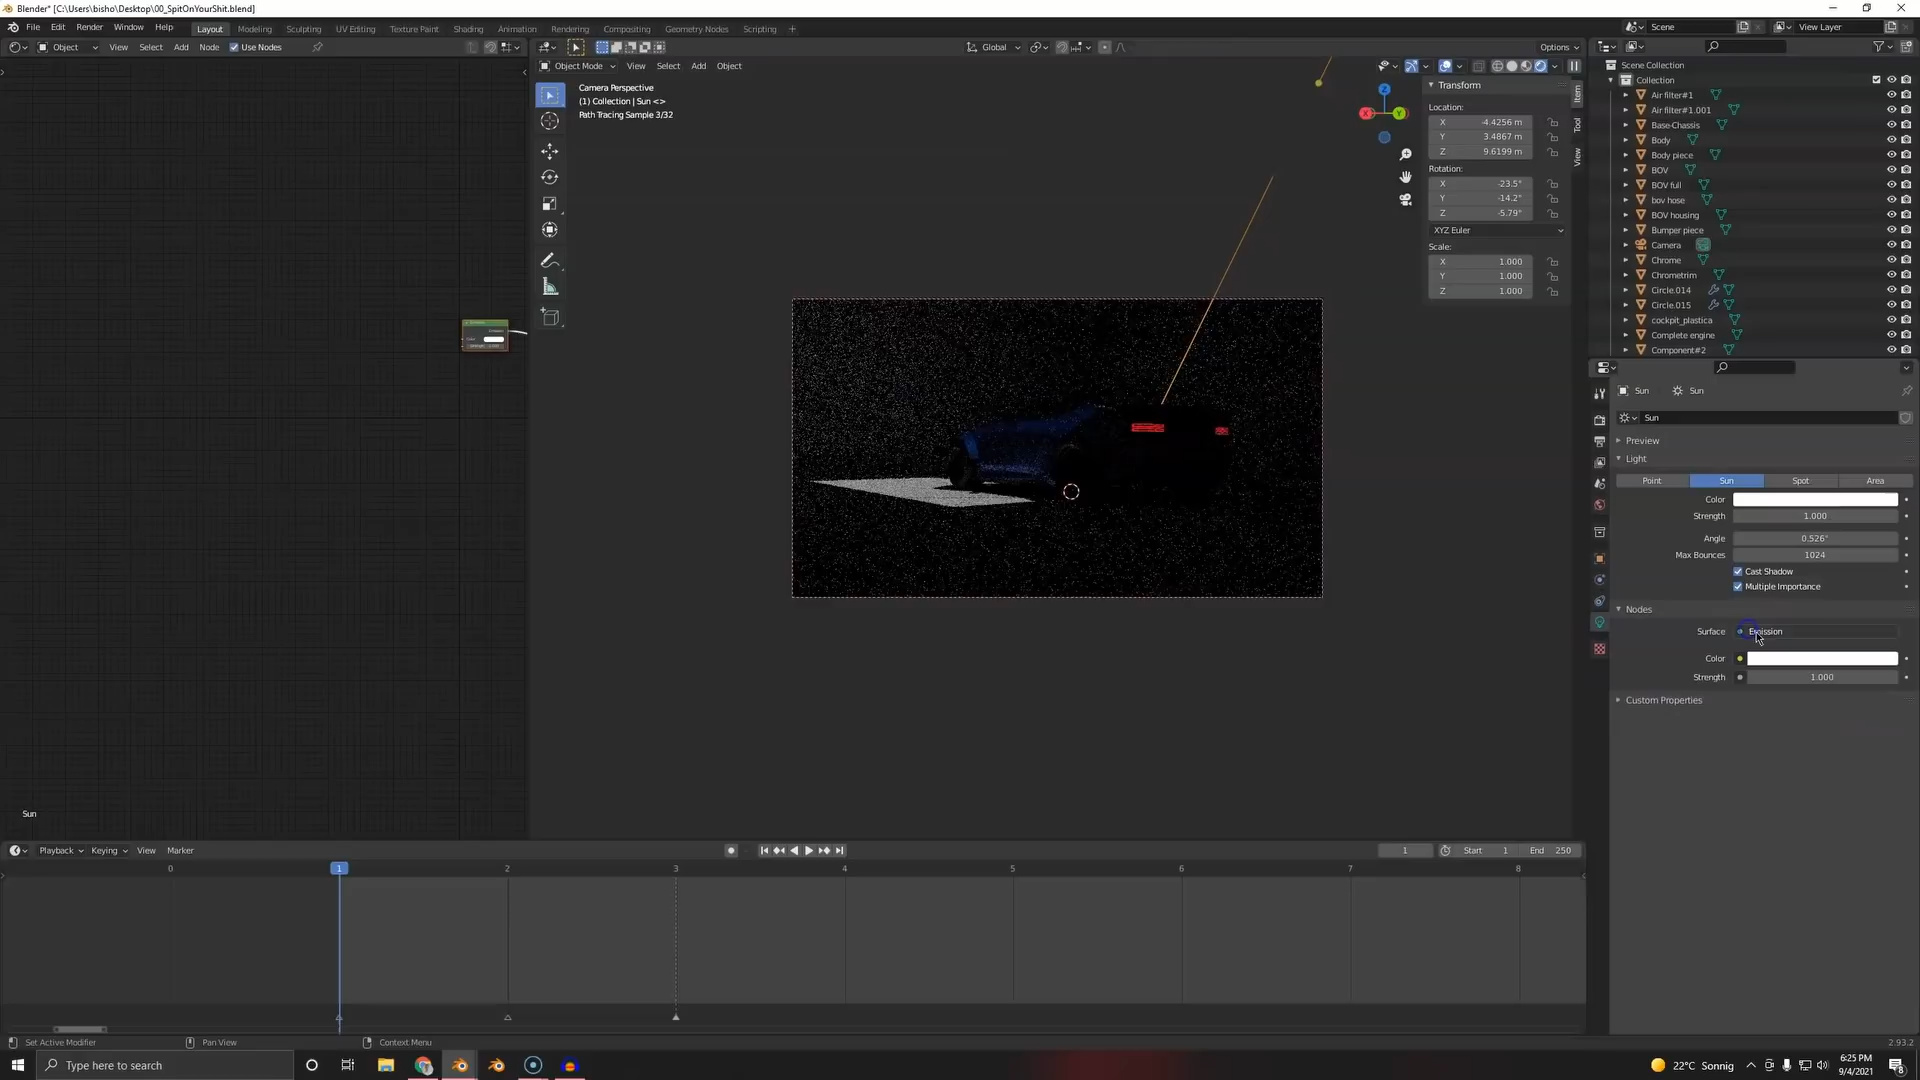 Blender* [C:\Users\bisho\Desktop\00_SpitOnYourShit.blend]
File Edit Render Window Help Layout Modeling Sculpting UV Editing Texture Paint Shading Animation Rendering Compositing Geometry Nodes Scripting + Scene View Layer
Object View Select Add Node Use Nodes Global Options
Object Mode View Select Add Object
Camera Perspective
(1) Collection | Sun <>
Path Tracing Sample 3/32
Z
X Y
Transform
Location:
X -4.4256 m
Y 3.4867 m
Z 9.6199 m
Rotation:
X -23.5°
Y -14.2°
Z -5.79°
XYZ Euler
Scale:
X 1.000
Y 1.000
Z 1.000
Item
Tool
View
Scene Collection
Collection
Air filter#1
Air filter#1.001
Base-Chassis
Body
Body piece
BOV
BOV full
bov hose
BOV housing
Bumper piece
Camera
Chrome
Chrometrim
Circle.014
Circle.015
cockpit_plastica
Complete engine
Component#2
Sun Sun
Sun
Preview
Light
Point Sun Spot Area
Color
Strength 1.000
Angle 0.526°
Max Bounces 1024
Cast Shadow
Multiple Importance
Nodes
Surface Emission
Color
Strength 1.000
Custom Properties
Sun
Playback Keying View Marker 1 Start 1 End 250
0 1 2 3 4 5 6 7 8
Set Active Modifier Pan View Context Menu 2.93.2
Type here to search 22°C Sonnig 6:25 PM
9/4/2021